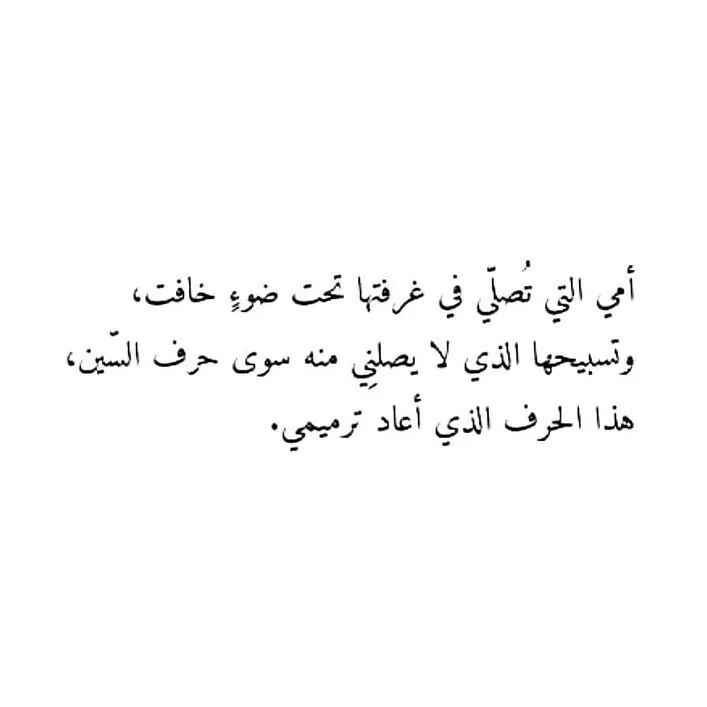 أمي التي تُصلّي في غرفتها تحت ضوءٍ خافت،
وتسبيحها الذي لا يصلنِي منه سوى حرف السّين،
هذا الحرف الذي أعاد ترميمي.